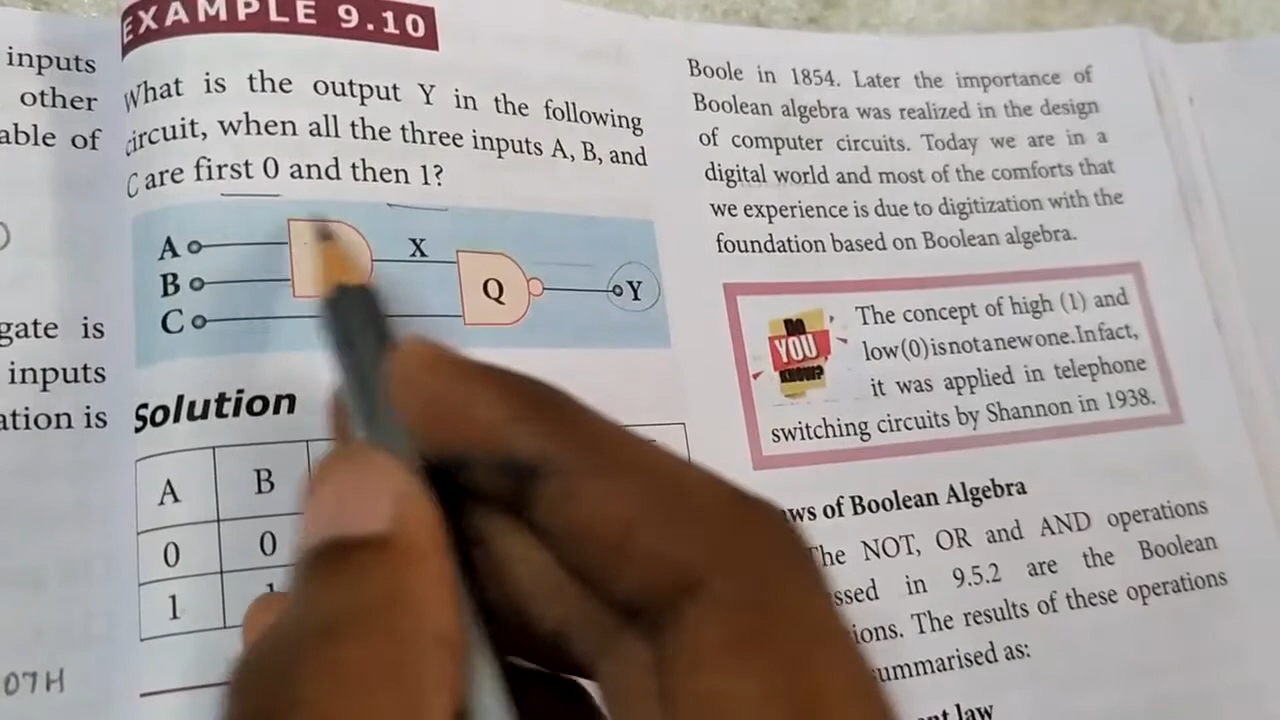 inputs
other
able of
gate is
inputs
ation is
07H
EXAMPLE 9.10
What is the output Y in the following
circuit, when all the three inputs A, B, and
C are first 0 and then 1?
A
B
C
X
Q
Y
Solution
A B
0 0
1
Boole in 1854. Later the importance of
Boolean algebra was realized in the design
of computer circuits. Today we are in a
digital world and most of the comforts that
we experience is due to digitization with the
foundation based on Boolean algebra.
DO
YOU
KNOW?
The concept of high (1) and
low(0)isnotanewone.Infact,
it was applied in telephone
switching circuits by Shannon in 1938.
aws of Boolean Algebra
The NOT, OR and AND operations
ssed in 9.5.2 are the Boolean
ions. The results of these operations
ummarised as:
nt law